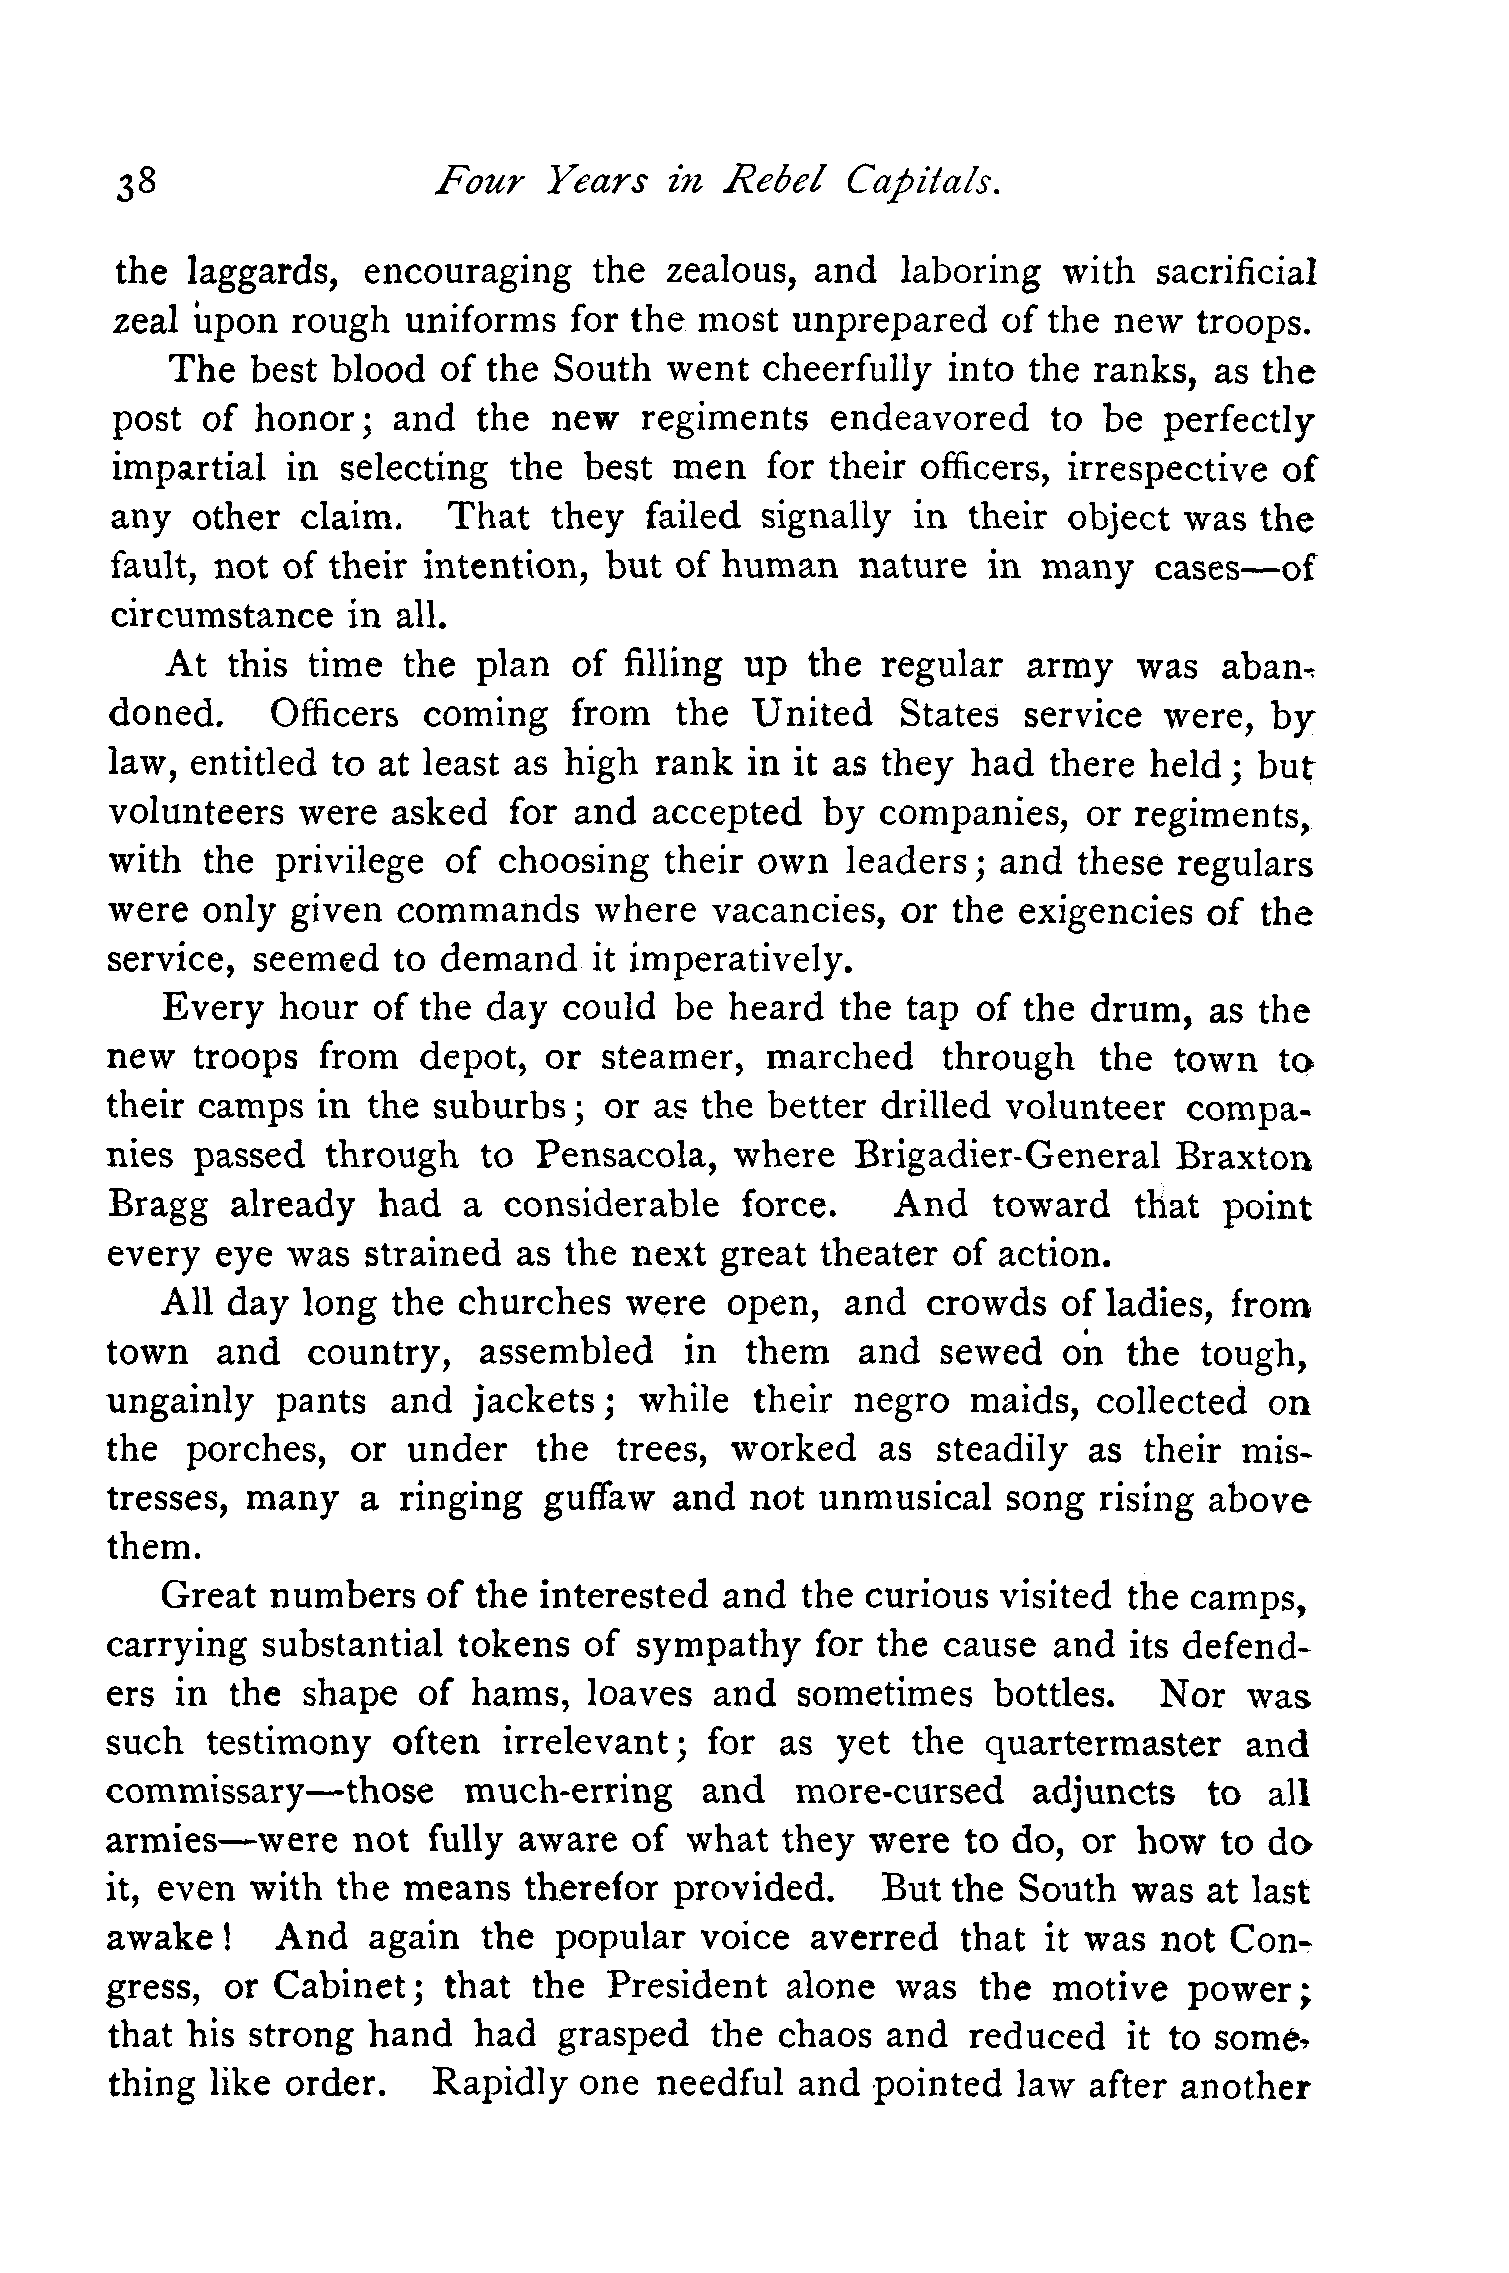 38 Four Years in Rebel Capitals.
the laggards, encouraging the zealous, and laboring with sacrificial
zeal upon rough uniforms for the most unprepared of the new troops.
The best blood of the South went cheerfully into the ranks, as the
post of honor; and the new regiments endeavored to be perfectly
impartial in selecting the best men for their officers, irrespective of
any other claim. That they failed signally in their object was the
fault, not of their intention, but of human nature in many cases—of
circumstance in all.
At this time the plan of filling up the regular army was aban-
doned. Officers coming from the United States service were, by
law, entitled to at least as high rank in it as they had there held; but
volunteers were asked for and accepted by companies, or regiments,
with the privilege of choosing their own leaders; and these regulars
were only given commands where vacancies, or the exigencies of the
service, seemed to demand it imperatively.
Every hour of the day could be heard the tap of the drum, as the
new troops from depot, or steamer, marched through the town to
their camps in the suburbs; or as the better drilled volunteer compa-
nies passed through to Pensacola, where Brigadier-General Braxton
Bragg already had a considerable force. And toward that point
every eye was strained as the next great theater of action.
All day long the churches were open, and crowds of ladies, from
town and country, assembled in them and sewed on the tough,
ungainly pants and jackets; while their negro maids, collected on
the porches, or under the trees, worked as steadily as their mis-
tresses, many a ringing guffaw and not unmusical song rising above
them.
Great numbers of the interested and the curious visited the camps,
carrying substantial tokens of sympathy for the cause and its defend-
ers in the shape of hams, loaves and sometimes bottles. Nor was
such testimony often irrelevant; for as yet the quartermaster and
commissary—those much-erring and more-cursed adjuncts to all
armies—were not fully aware of what they were to do, or how to do
it, even with the means therefor provided. But the South was at last
awake! And again the popular voice averred that it was not Con-
gress, or Cabinet; that the President alone was the motive power;
that his strong hand had grasped the chaos and reduced it to some-
thing like order. Rapidly one needful and pointed law after another